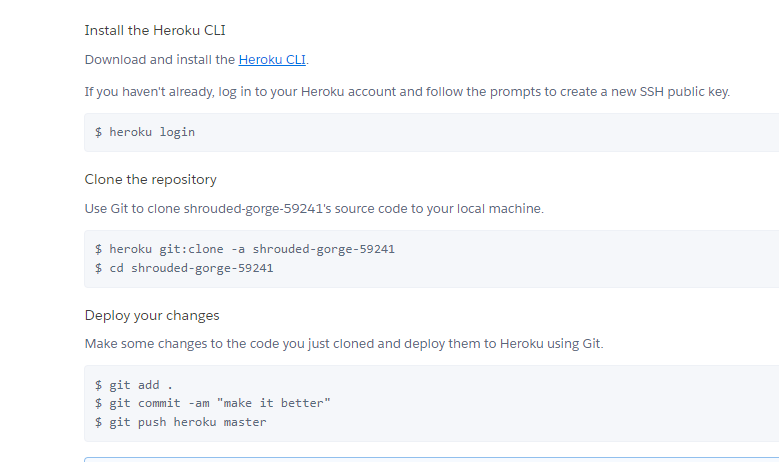 Install the Heroku CLI
Download and install the Heroku CLI.
If you haven't already, log in to your Heroku account and follow the prompts to create a new SSH public key.
$ heroku login
Clone the repository
Use Git to clone shrouded-gorge-59241's source code to your local machine.
$ heroku git:clone -a shrouded-gorge-59241
$ cd shrouded-gorge-59241
Deploy your changes
Make some changes to the code you just cloned and deploy them to Heroku using Git.
$ git add .
$ git commit -am "make it better"
$ git push heroku master